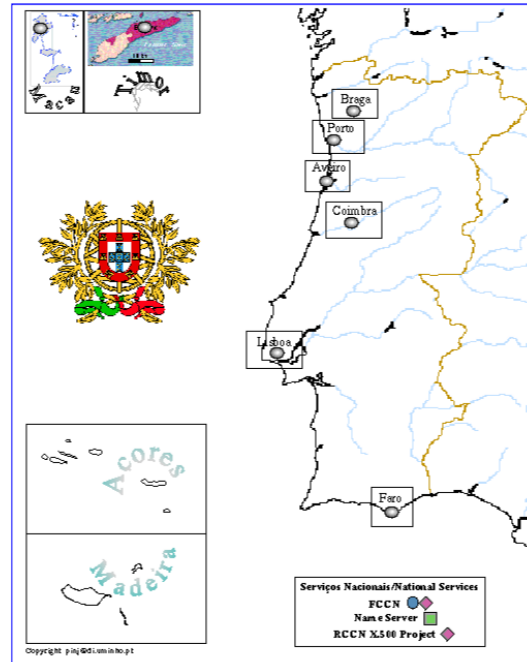 Macau
Timor
Braga
Porto
Aveiro
Coimbra
Lisboa
Faro
Açores
Madeira
Serviços Nacionais/National Services
FCCN
Name Server
RCCN X.500 Project
Copyright pinj@di.uminho.pt